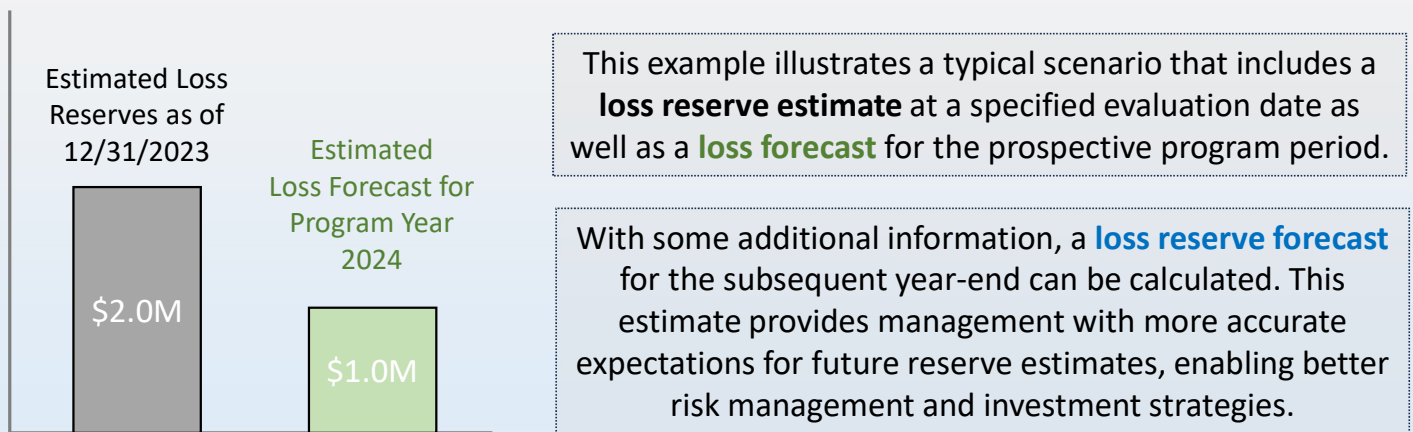 Estimated Loss
Reserves as of
12/31/2023
$2.0M
Estimated
Loss Forecast for
Program Year
2024
$1.0M
This example illustrates a typical scenario that includes a
loss reserve estimate at a specified evaluation date as
well as a loss forecast for the prospective program period.
With some additional information, a loss reserve forecast
for the subsequent year-end can be calculated. This
estimate provides management with more accurate
expectations for future reserve estimates, enabling better
risk management and investment strategies.